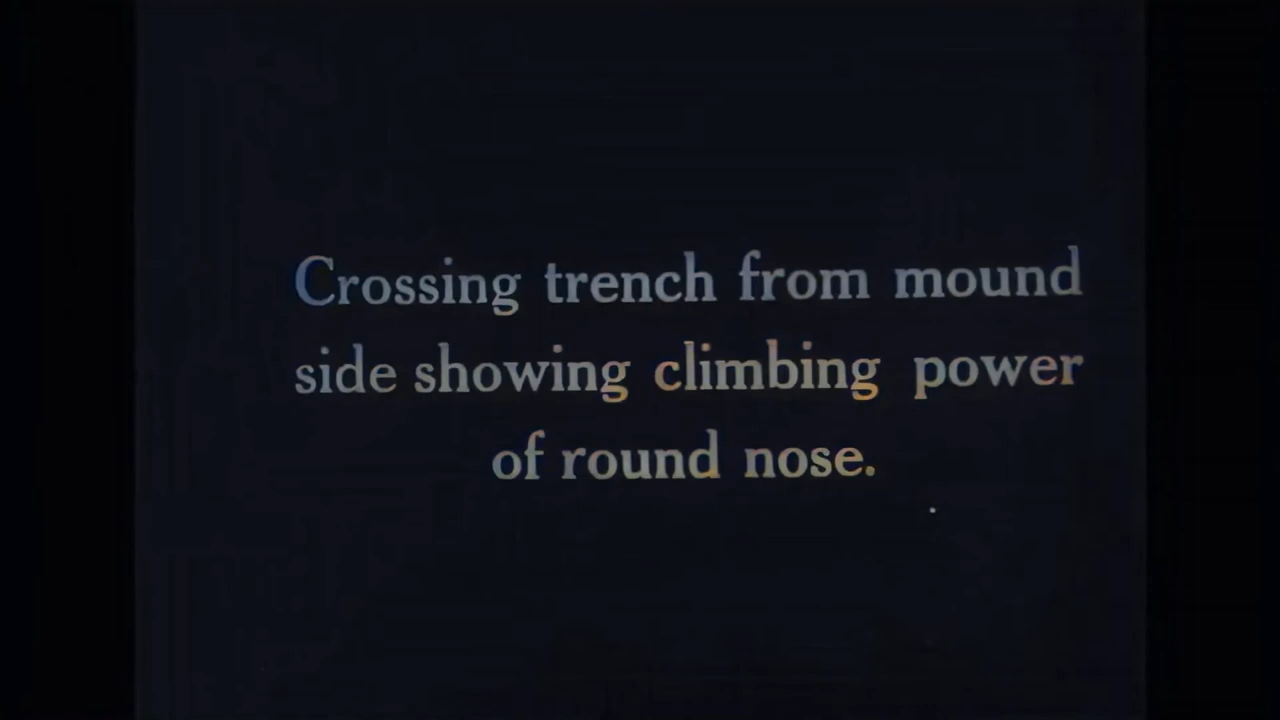 Crossing trench from mound
side showing climbing power
of round nose.